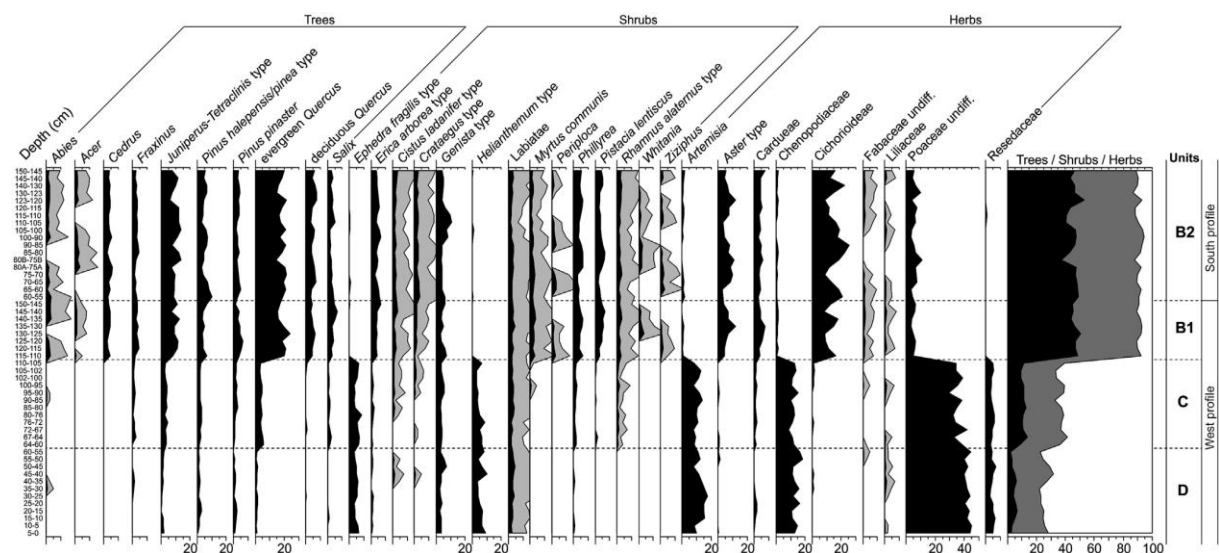 Trees Shrubs Herbs
Depth (cm)
Abies
Acer
Cedrus
Fraxinus
Juniperus-Tetraclinis type
Pinus halepensis/pinea type
Pinus pinaster
evergreen Quercus
deciduous Quercus
Salix
Ephedra fragilis type
Erica arborea type
Cistus ladanifer type
Crataegus type
Genista type
Helianthemum type
Labiatae
Myrtus communis
Periploca
Phillyrea
Pistacia lentiscus
Rhamnus alaternus type
Whitania
Ziziphus
Artemisia
Aster type
Cardueae
Chenopodiaceae
Cichorioideae
Fabaceae undiff.
Liliaceae
Poaceae undiff.
Resedaceae
Trees / Shrubs / Herbs
Units
150-145
145-140
140-130
130-123
123-120
120-115
115-110
110-105
105-100
100-90
90-85
85-80
80B-75B
80A-75A
75-70
70-65
65-60
60-55
150-145
145-140
140-135
135-130
130-125
125-120
120-115
115-110
110-105
105-102
102-100
100-95
95-90
90-85
85-80
80-76
76-72
72-67
67-64
64-60
60-55
55-50
50-45
45-40
40-35
35-30
30-25
25-20
20-15
15-10
10-5
5-0
B2
B1
C
D
South profile
West profile
20 20 20 20 20 20 20 20 20 20 20 40 20 40 60 80 100